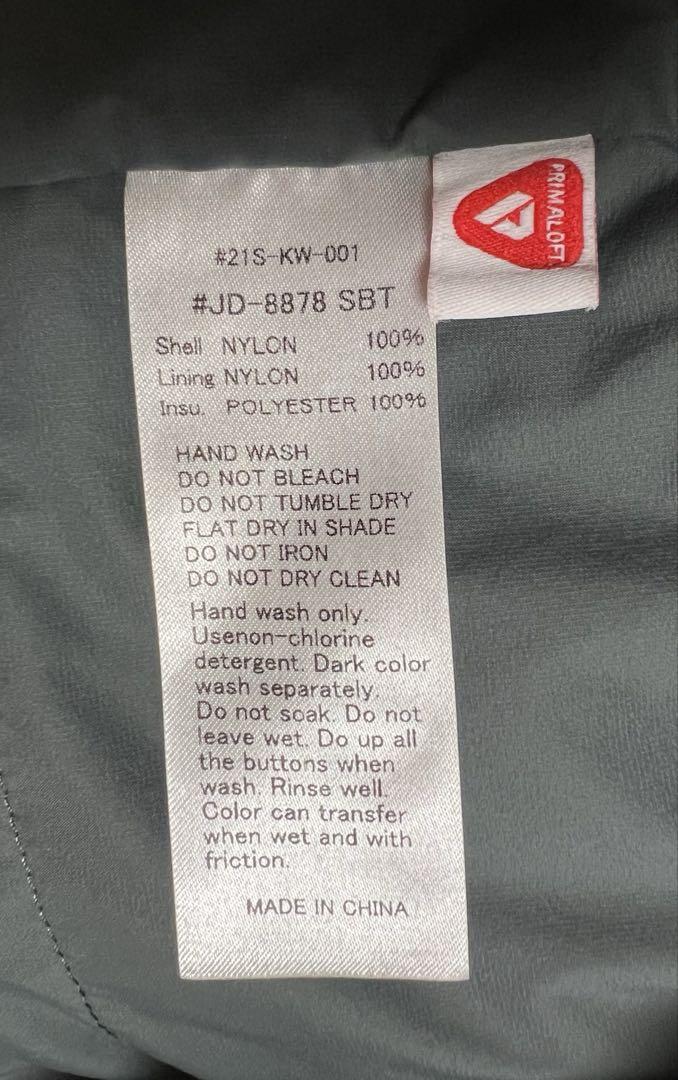 #21S-KW-001
#JD-8878 SBT
Shell NYLON 100%
Lining NYLON 100%
Insu. POLYESTER 100%
HAND WASH
DO NOT BLEACH
DO NOT TUMBLE DRY
FLAT DRY IN SHADE
DO NOT IRON
DO NOT DRY CLEAN
Hand wash only.
Usenon-chlorine
detergent. Dark color
wash separately.
Do not soak. Do not
leave wet. Do up all
the buttons when
wash. Rinse well.
Color can transfer
when wet and with
friction.
MADE IN CHINA
PRIMALOFT